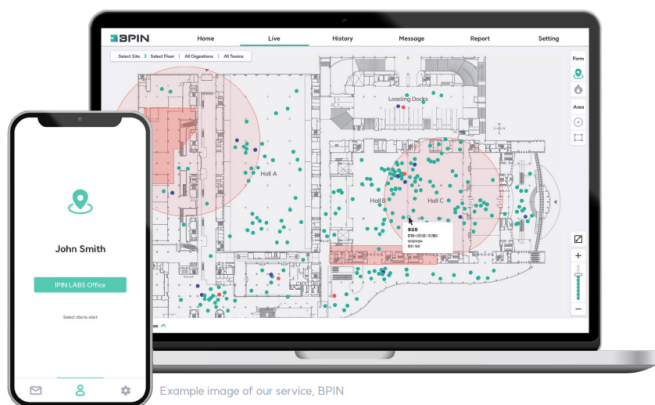 BPIN
Home Live History Message Report Setting
Select Site > Select Floor | All Organizations | All Teams
Form
Area
Loading Docks
Hall A
Hall B
Hall C
John Smith
IPIN LABS Office
Select site to start
Example image of our service, BPIN